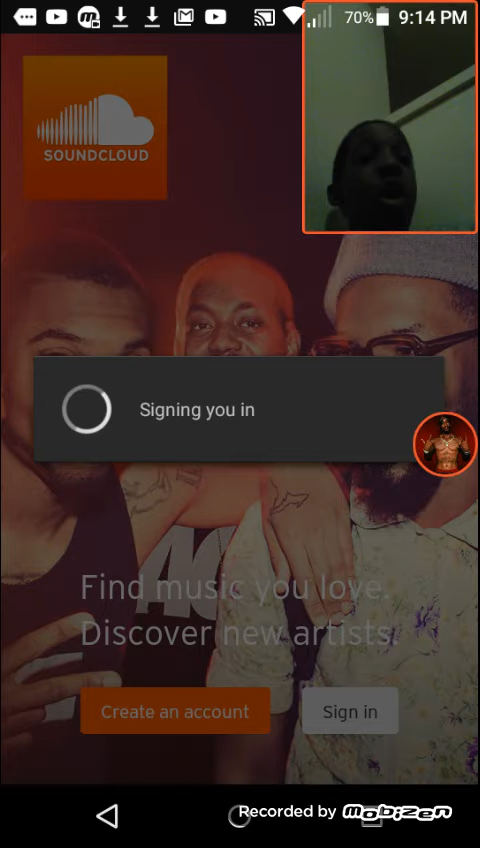 70% 9:14 PM
SOUNDCLOUD
Signing you in
Find music you love.
Discover new artists.
Create an account
Sign in
Recorded by MOBIZEN